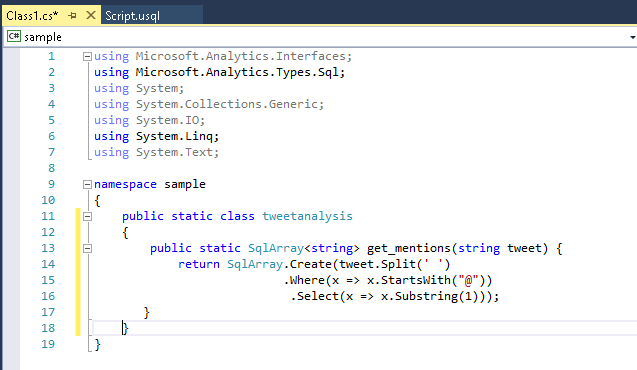 Class1.cs* Script.usql
C# sample
1 using Microsoft.Analytics.Interfaces;
2 using Microsoft.Analytics.Types.Sql;
3 using System;
4 using System.Collections.Generic;
5 using System.IO;
6 using System.Linq;
7 using System.Text;
8
9 namespace sample
10 {
11 public static class tweetanalysis
12 {
13 public static SqlArray<string> get_mentions(string tweet) {
14 return SqlArray.Create(tweet.Split(' ')
15 .Where(x => x.StartsWith("@"))
16 .Select(x => x.Substring(1)));
17 }
18 }
19 }